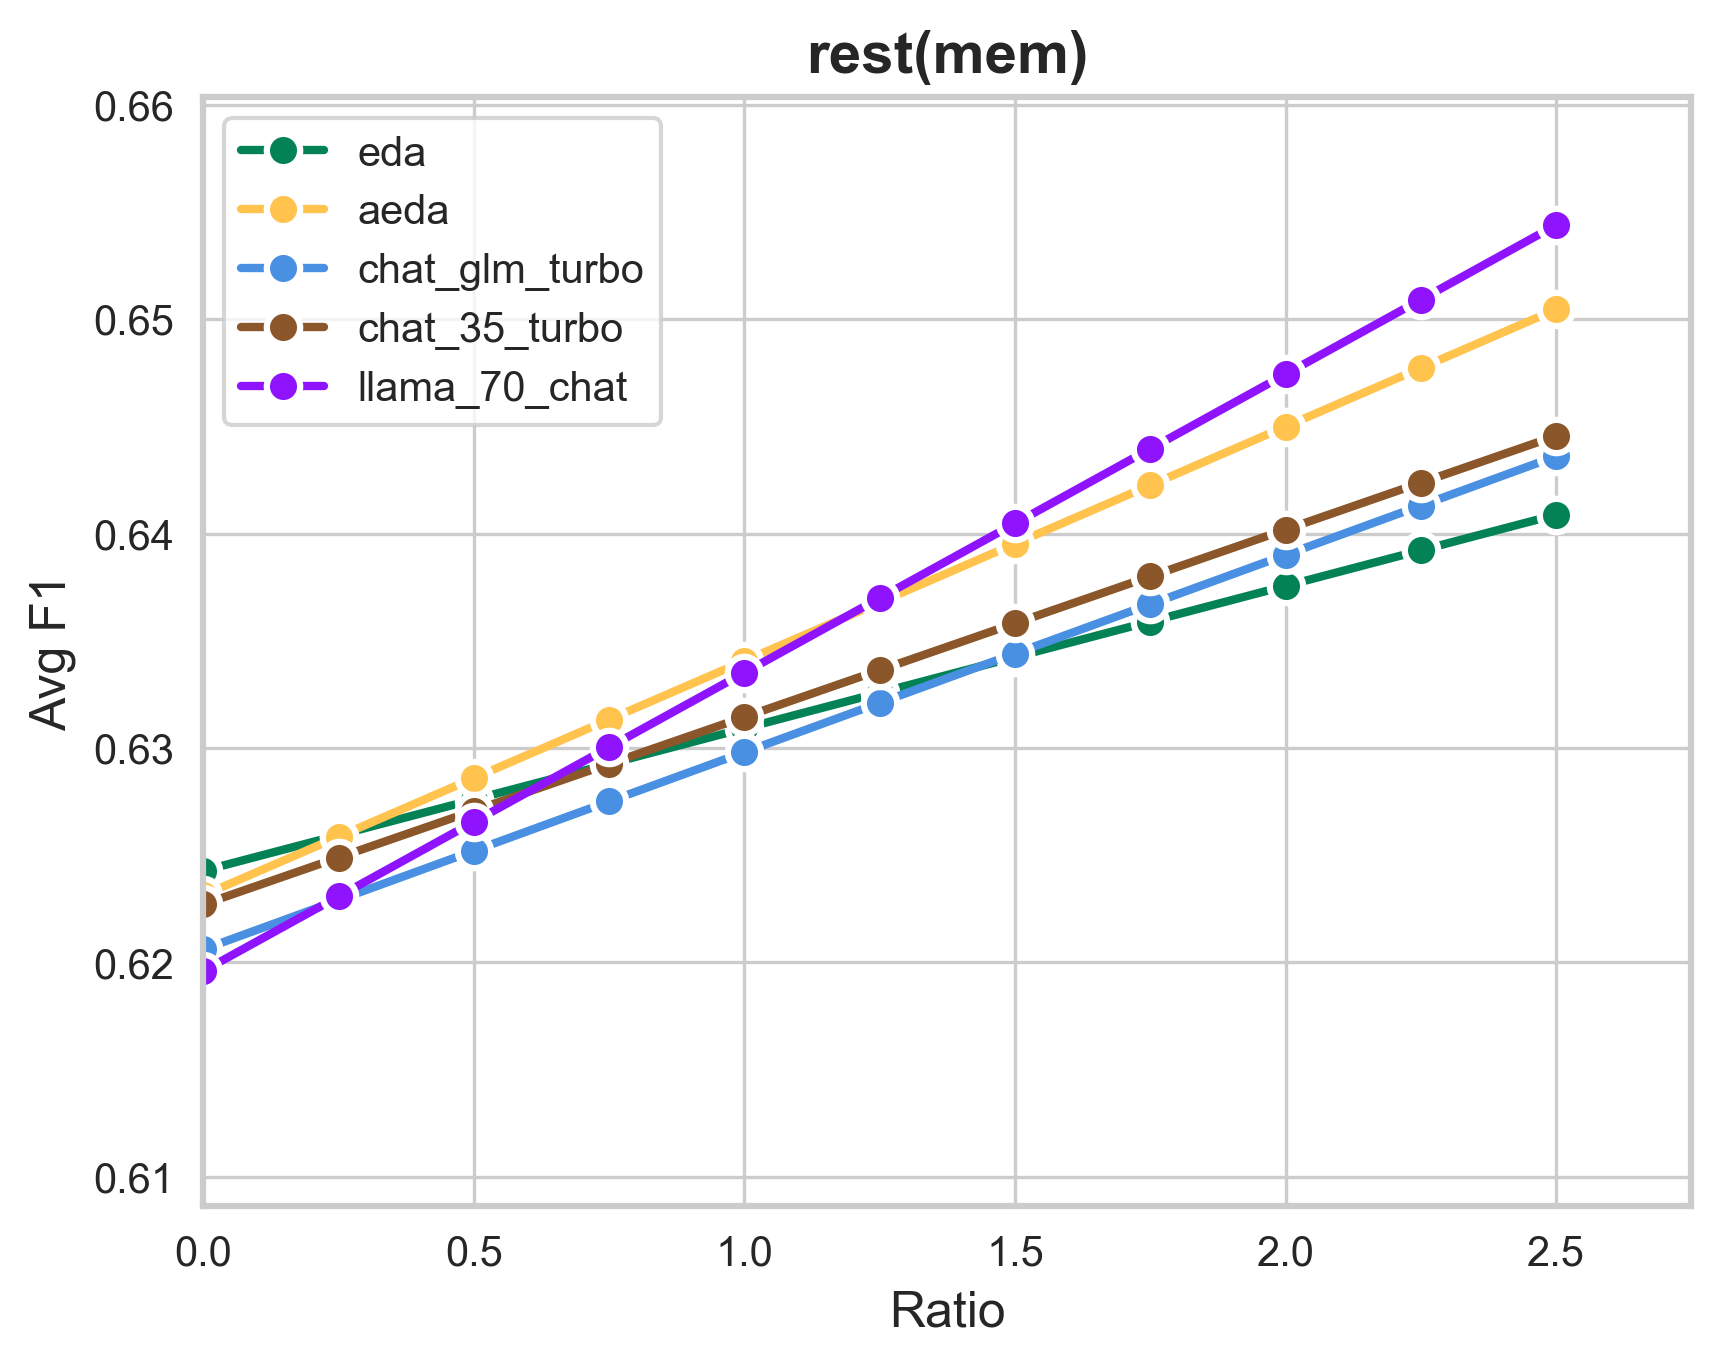 rest(mem)
0.66
0.65
0.64
0.63
0.62
0.61
Avg F1
eda
aeda
chat_glm_turbo
chat_35_turbo
llama_70_chat
0.0 0.5 1.0 1.5 2.0 2.5
Ratio